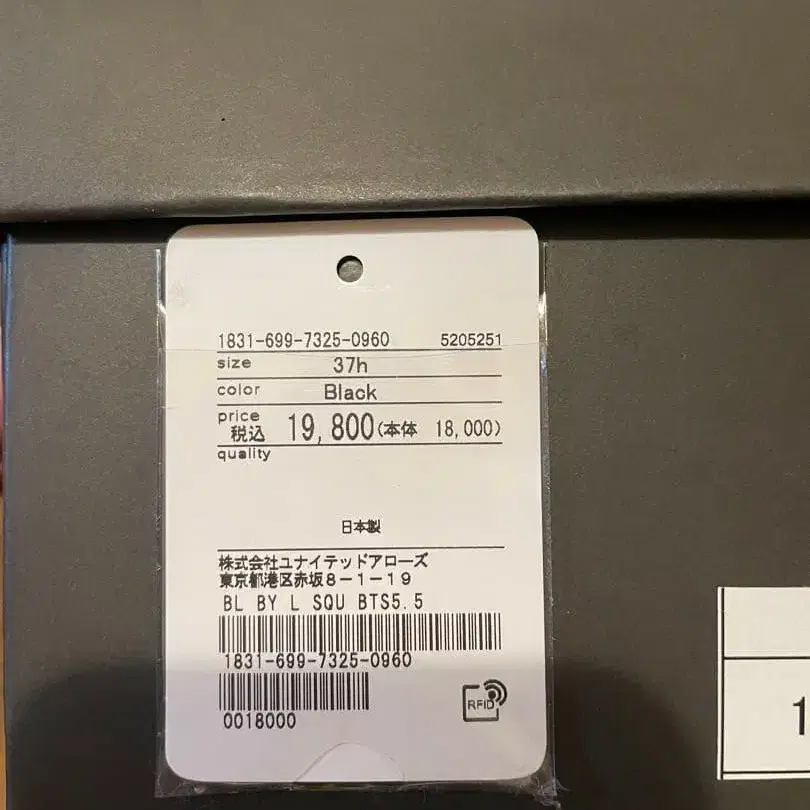 1831-699-7325-0960 5205251
size 37h
color Black
price
税込 19,800(本体 18,000)
quality
日本製
株式会社ユナイテッドアローズ
東京都港区赤坂8-1-19
BL BY L SQU BTS5.5
1831-699-7325-0960
0018000
RFID
1